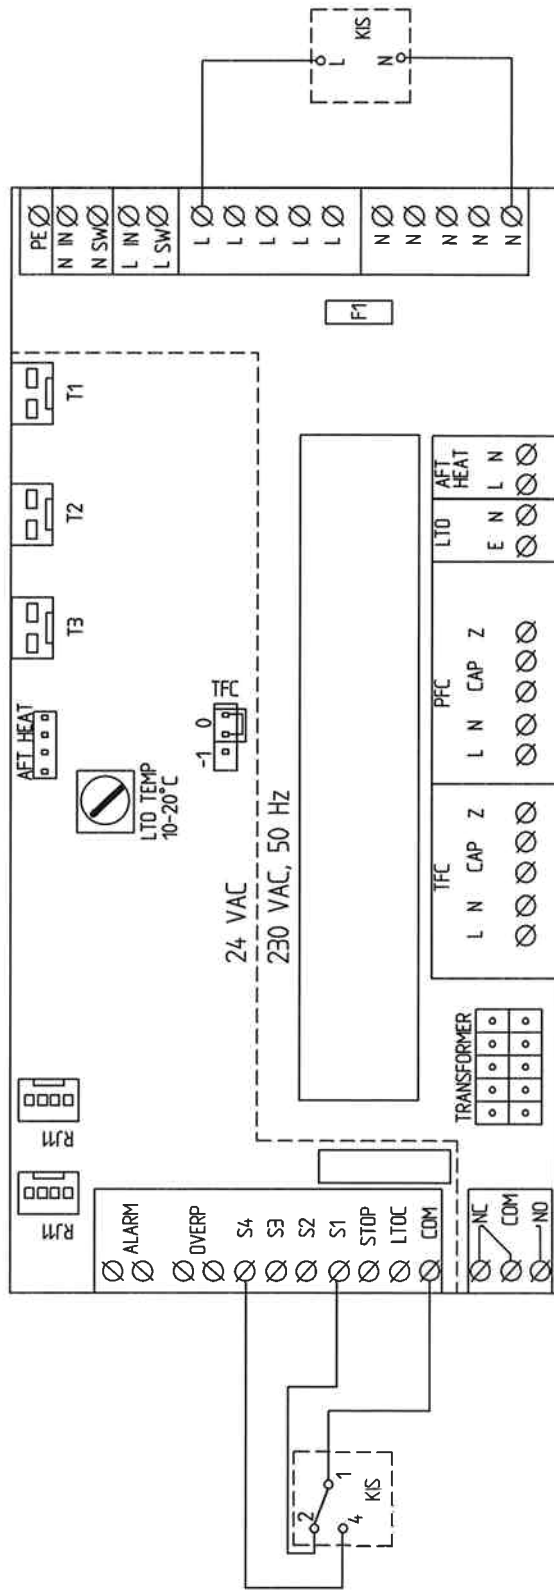 KIS
L
N
PE
N IN
N SW
L IN
L SW
L
L
L
L
L
N
N
N
N
N
F1
T1
T2
T3
AFT HEAT
LTO TEMP
10-20°C
TFC
-1 0
24 VAC
230 VAC, 50 Hz
AFT
HEAT
L N
LTO
E N
PFC
L N CAP Z
TFC
L N CAP Z
TRANSFORMER
RJ11
RJ11
ALARM
OVERP
S4
S3
S2
S1
STOP
LTOC
COM
NC
COM
NO
2
1
4
KIS